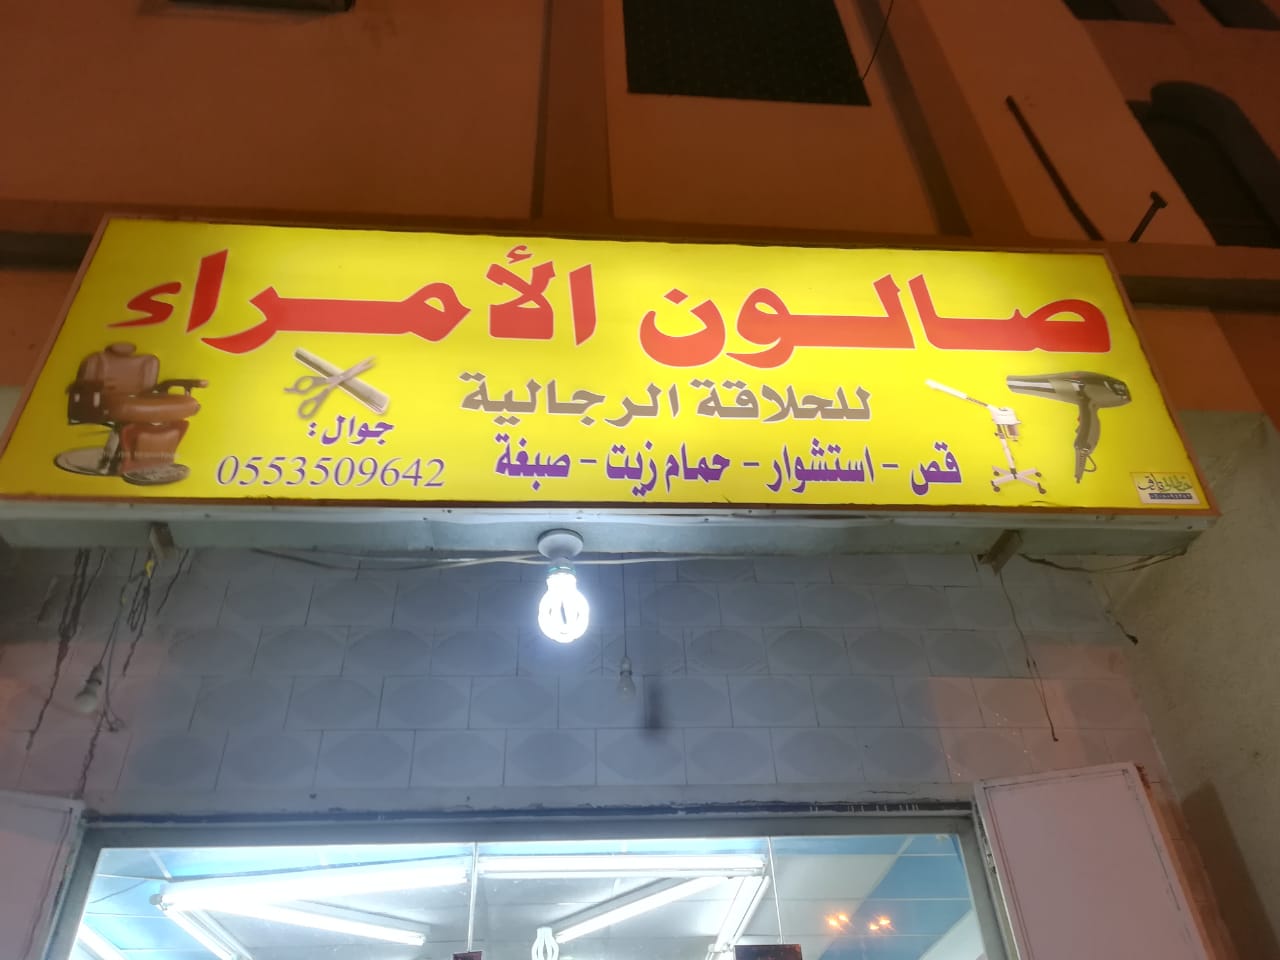 صالون الأمراء
للحلاقة الرجالية
قص - استشوار - حمام زيت - صبغة
جوال:
0553509642